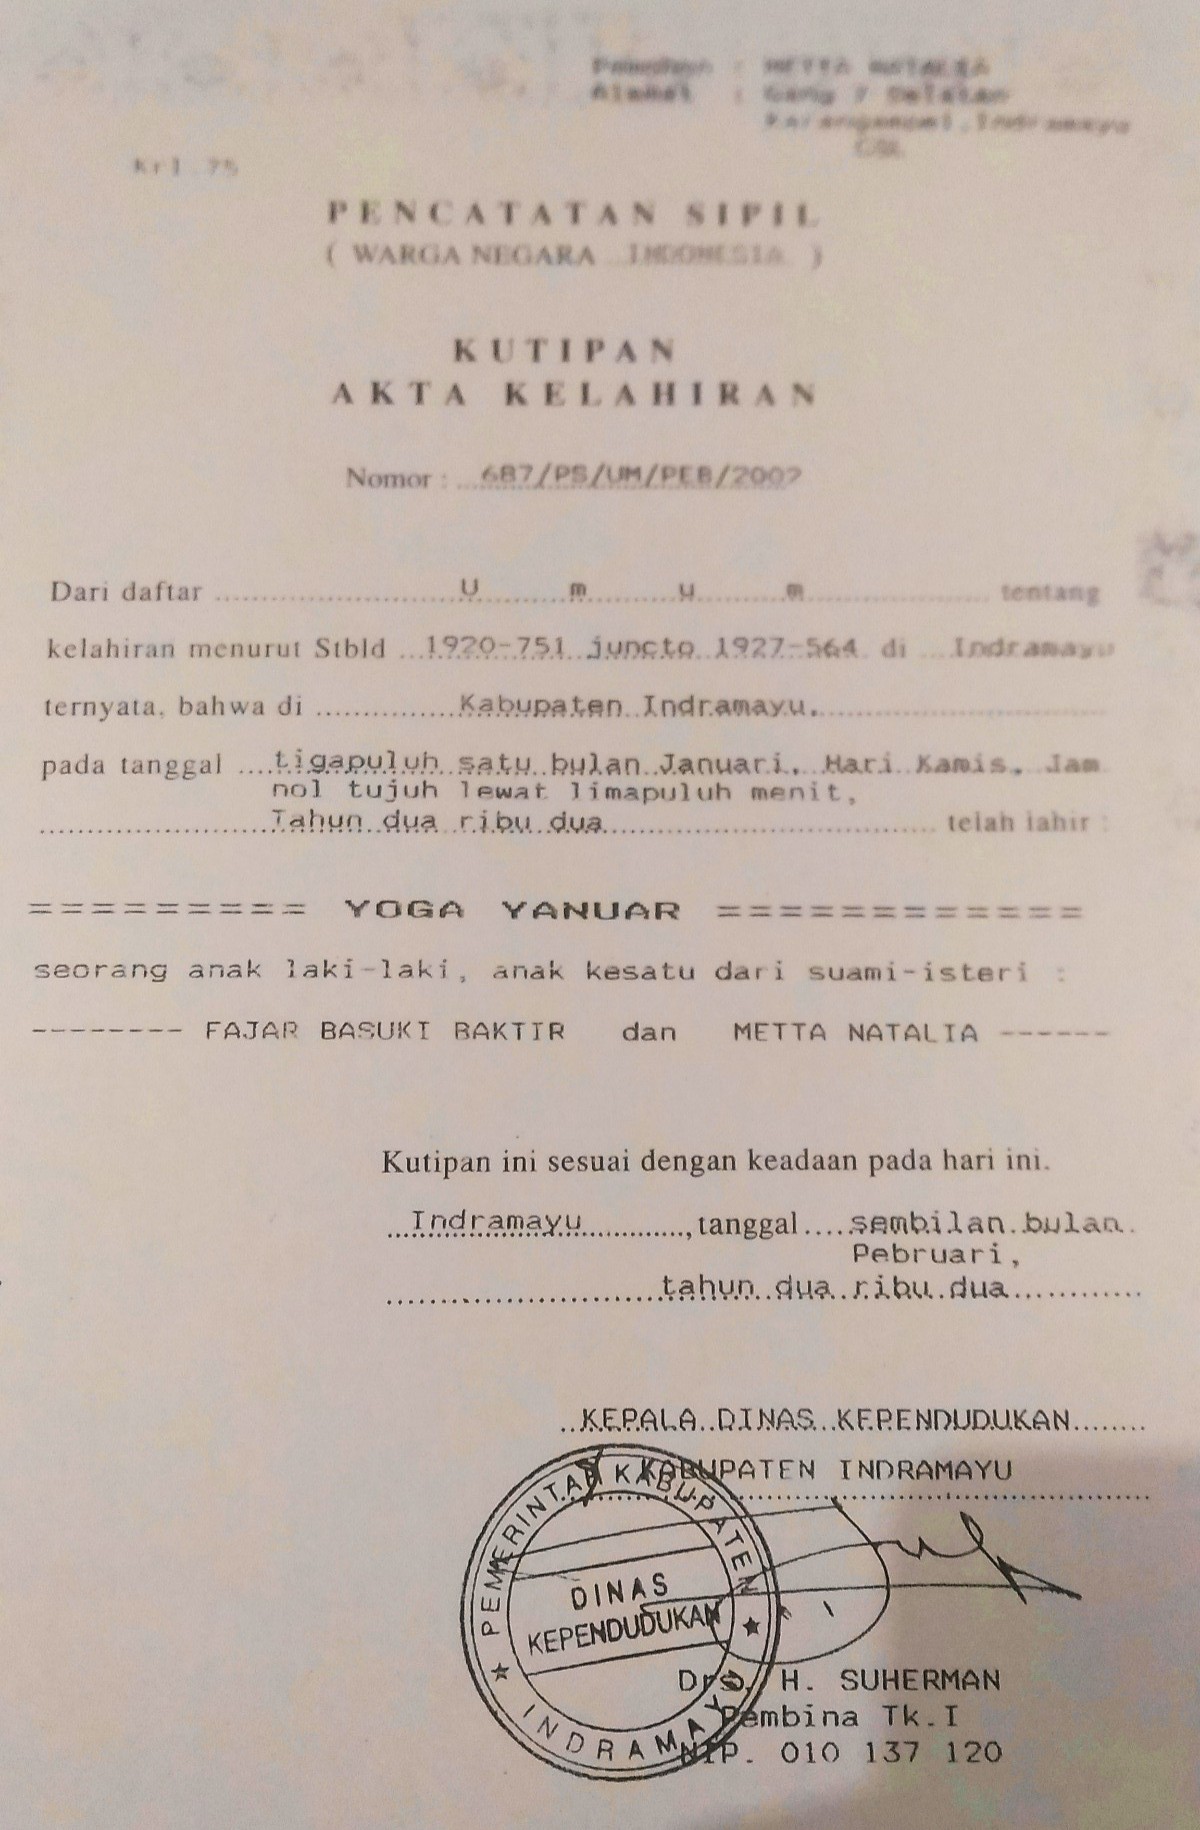 Pemohon : METTA NATALIA
Alamat : Gang 7 Selatan
Indramayu
Krl.75
PENCATATAN SIPIL
( WARGA NEGARA INDONESIA )
KUTIPAN
AKTA KELAHIRAN
Nomor : 687/PS/UM/PEB/2002
Dari daftar U m u m tentang
kelahiran menurut Stbld 1920-751 juncto 1927-564 di Indramayu
ternyata, bahwa di Kabupaten Indramayu,
pada tanggal tigapuluh satu bulan Januari, Hari Kamis, Jam
nol tujuh lewat limapuluh menit,
Tahun dua ribu dua telah lahir :
========= YOGA YANUAR ============
seorang anak laki-laki, anak kesatu dari suami-isteri :
-------- FAJAR BASUKI BAKTIR dan METTA NATALIA ------
Kutipan ini sesuai dengan keadaan pada hari ini.
Indramayu, tanggal sembilan bulan
Pebruari,
tahun dua ribu dua
KEPALA DINAS KEPENDUDUKAN
KABUPATEN INDRAMAYU
PEMERINTAH KABUPATEN
DINAS
KEPENDUDUKAN
INDRAMAYU
Drs. H. SUHERMAN
Pembina Tk.I
NIP. 010 137 120